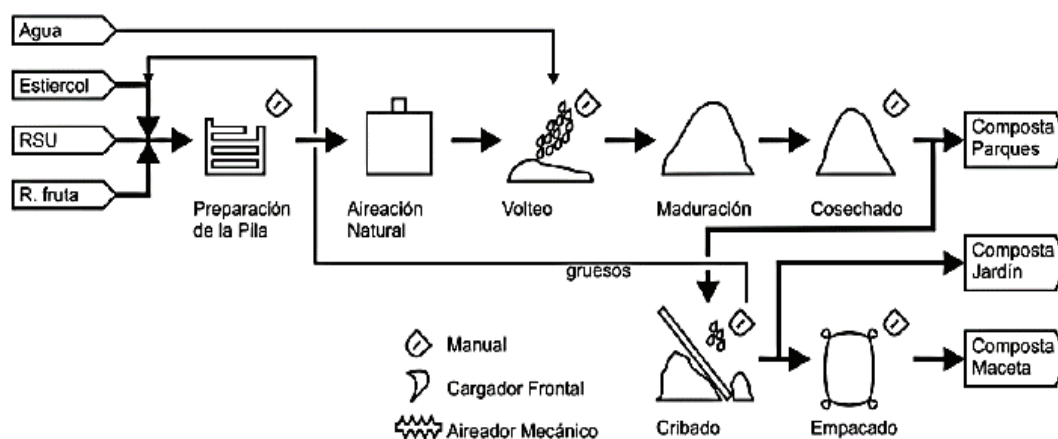 Agua
Estiercol
RSU
R. fruta
Preparación
de la Pila
Aireación
Natural
Volteo
Maduración
Cosechado
Composta
Parques
gruesos
Composta
Jardín
Manual
Cargador Frontal
Aireador Mecánico
Cribado
Empacado
Composta
Maceta